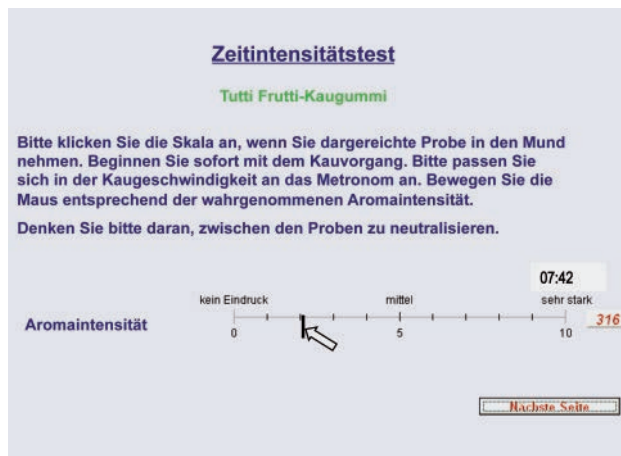 Zeitintensitätstest
Tutti Frutti-Kaugummi
Bitte klicken Sie die Skala an, wenn Sie dargereichte Probe in den Mund
nehmen. Beginnen Sie sofort mit dem Kauvorgang. Bitte passen Sie
sich in der Kaugeschwindigkeit an das Metronom an. Bewegen Sie die
Maus entsprechend der wahrgenommenen Aromaintensität.
Denken Sie bitte daran, zwischen den Proben zu neutralisieren.
07:42
kein Eindruck mittel sehr stark
Aromaintensität 316
0 5 10
Nächste Seite